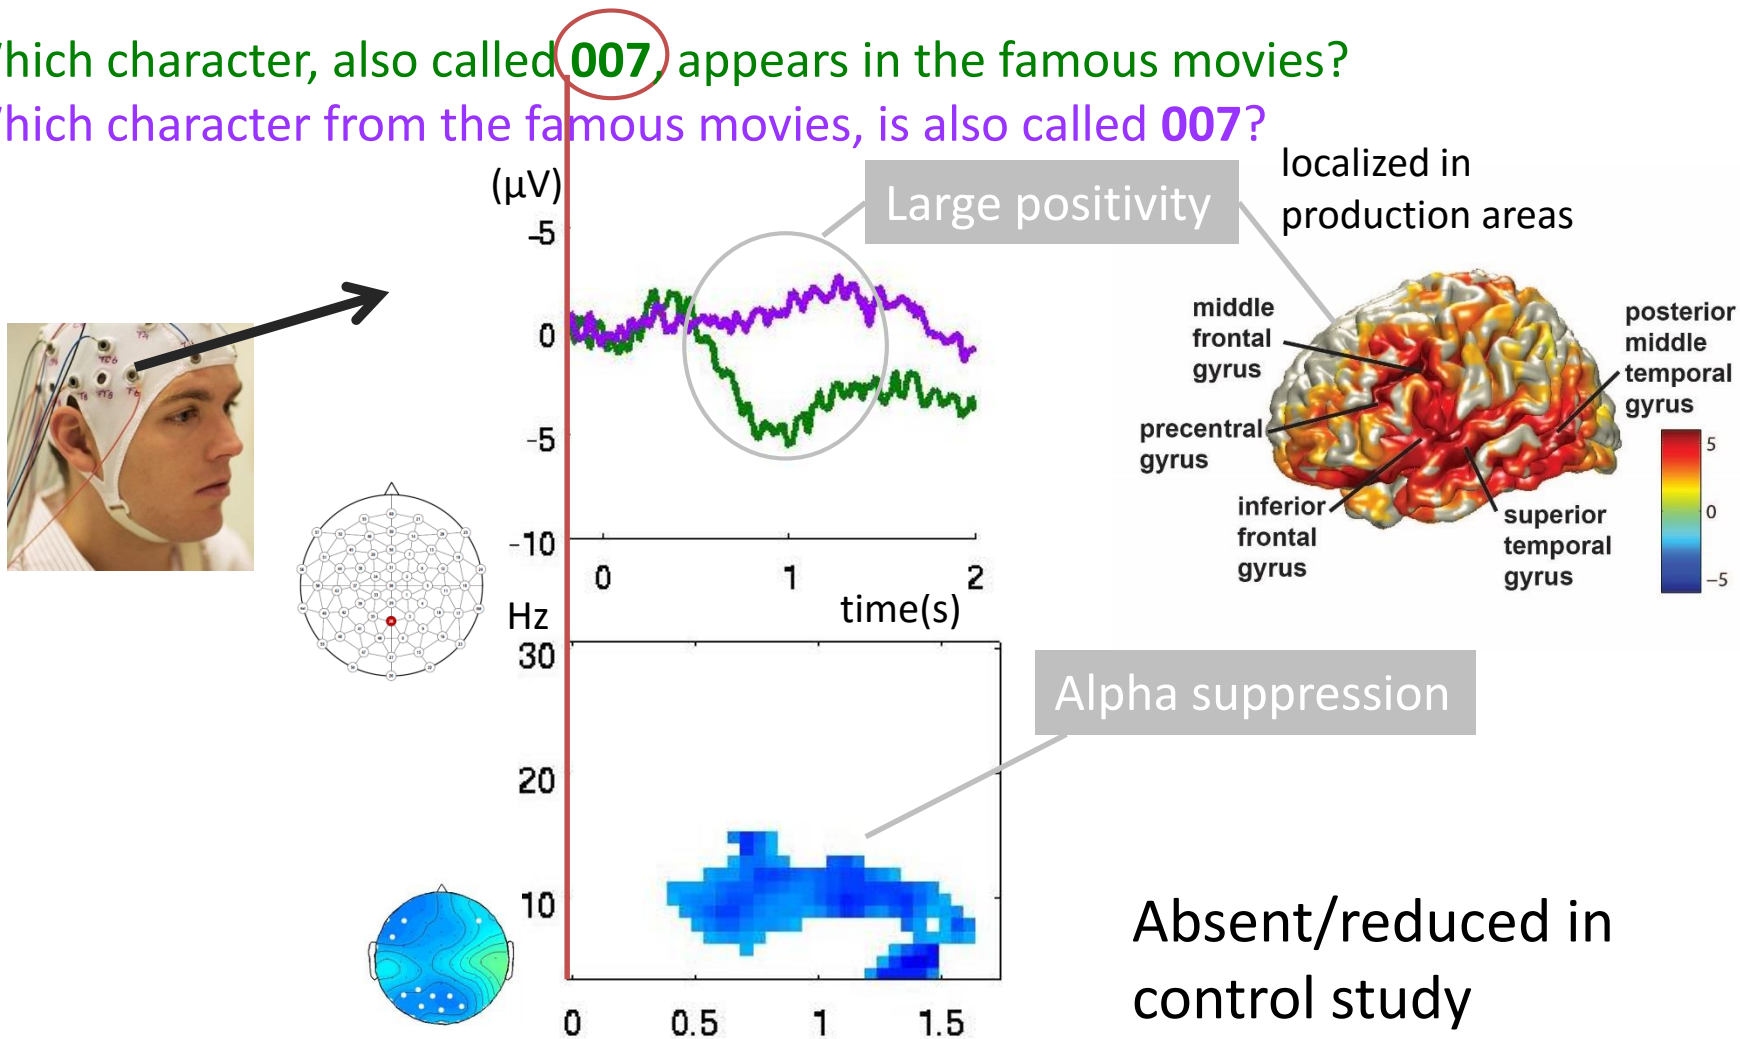 hich character, also called 007, appears in the famous movies?
hich character from the famous movies, is also called 007?
(µV)
Large positivity
localized in
production areas
-5
0
-5
-10
0 1 2
time(s)
middle
frontal
gyrus
precentral
gyrus
inferior
frontal
gyrus
superior
temporal
gyrus
posterior
middle
temporal
gyrus
5
0
-5
Hz
30
20
10
0 0.5 1 1.5
Alpha suppression
Absent/reduced in
control study